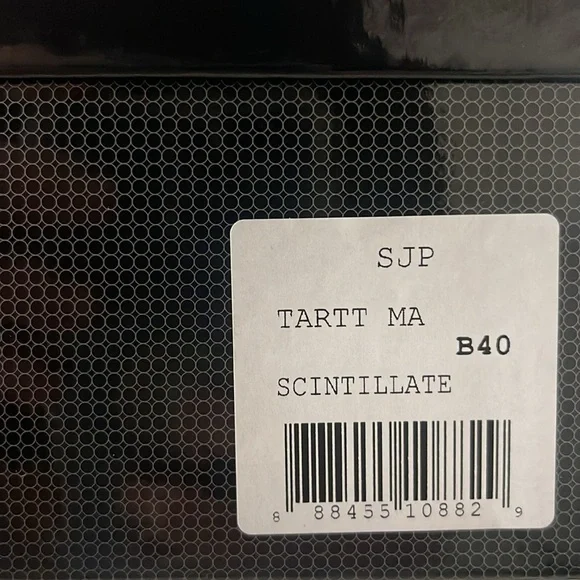 SJP
TARTT MA
B40
SCINTILLATE
8 88455 10882 9